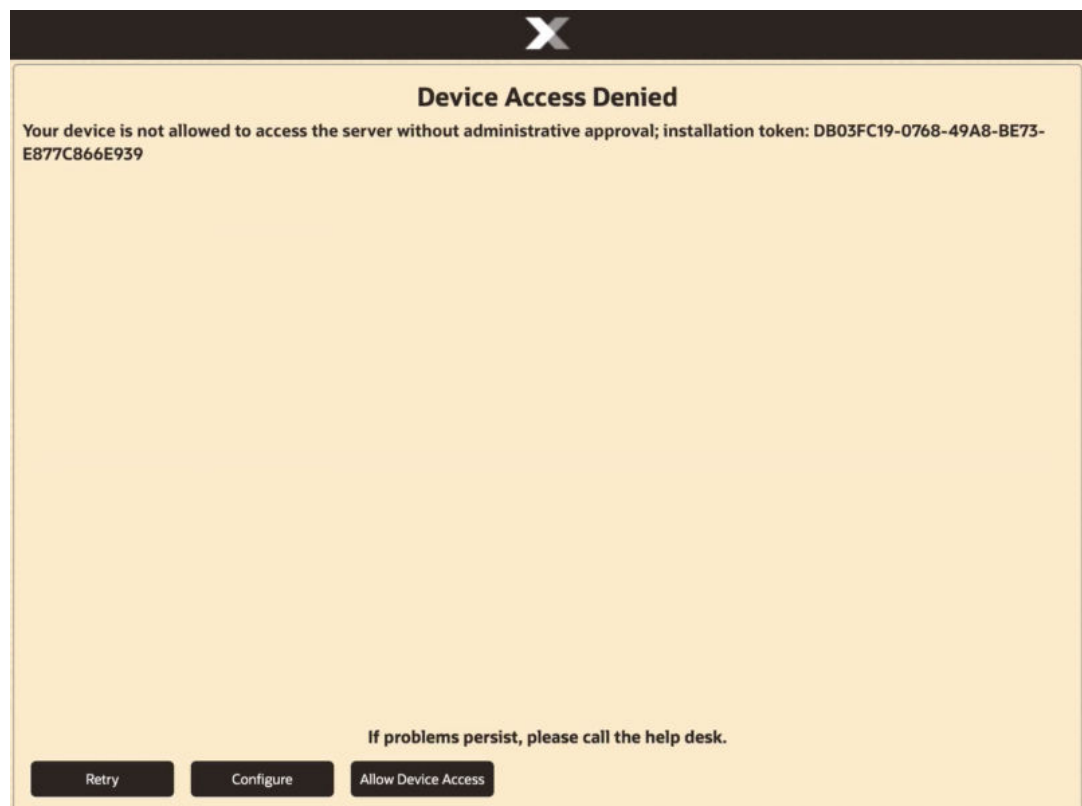 Device Access Denied
Your device is not allowed to access the server without administrative approval; installation token: DB03FC19-0768-49A8-BE73-
E877C866E939
If problems persist, please call the help desk.
Retry Configure Allow Device Access